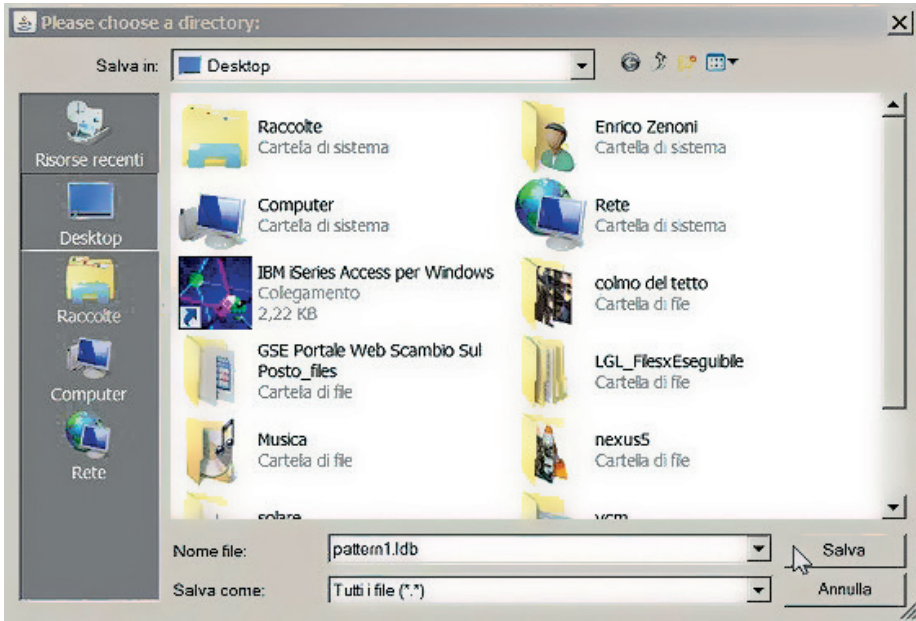 Please choose a directory:
Salva in:
Desktop
Risorse recenti
Desktop
Raccolte
Computer
Rete
Raccolte
Cartella di sistema
Enrico Zenoni
Cartella di sistema
Computer
Cartella di sistema
Rete
Cartella di sistema
IBM iSeries Access per Windows
Collegamento
2,22 KB
colmo del tetto
Cartella di file
GSE Portale Web Scambio Sul
Posto_files
Cartella di file
LGL_FilesxEseguibile
Cartella di file
Musica
Cartella di file
nexus5
Cartella di file
solare
vcm
Nome file:
pattern1.ldb
Salva
Salva come:
Tutti i file (*.*)
Annulla